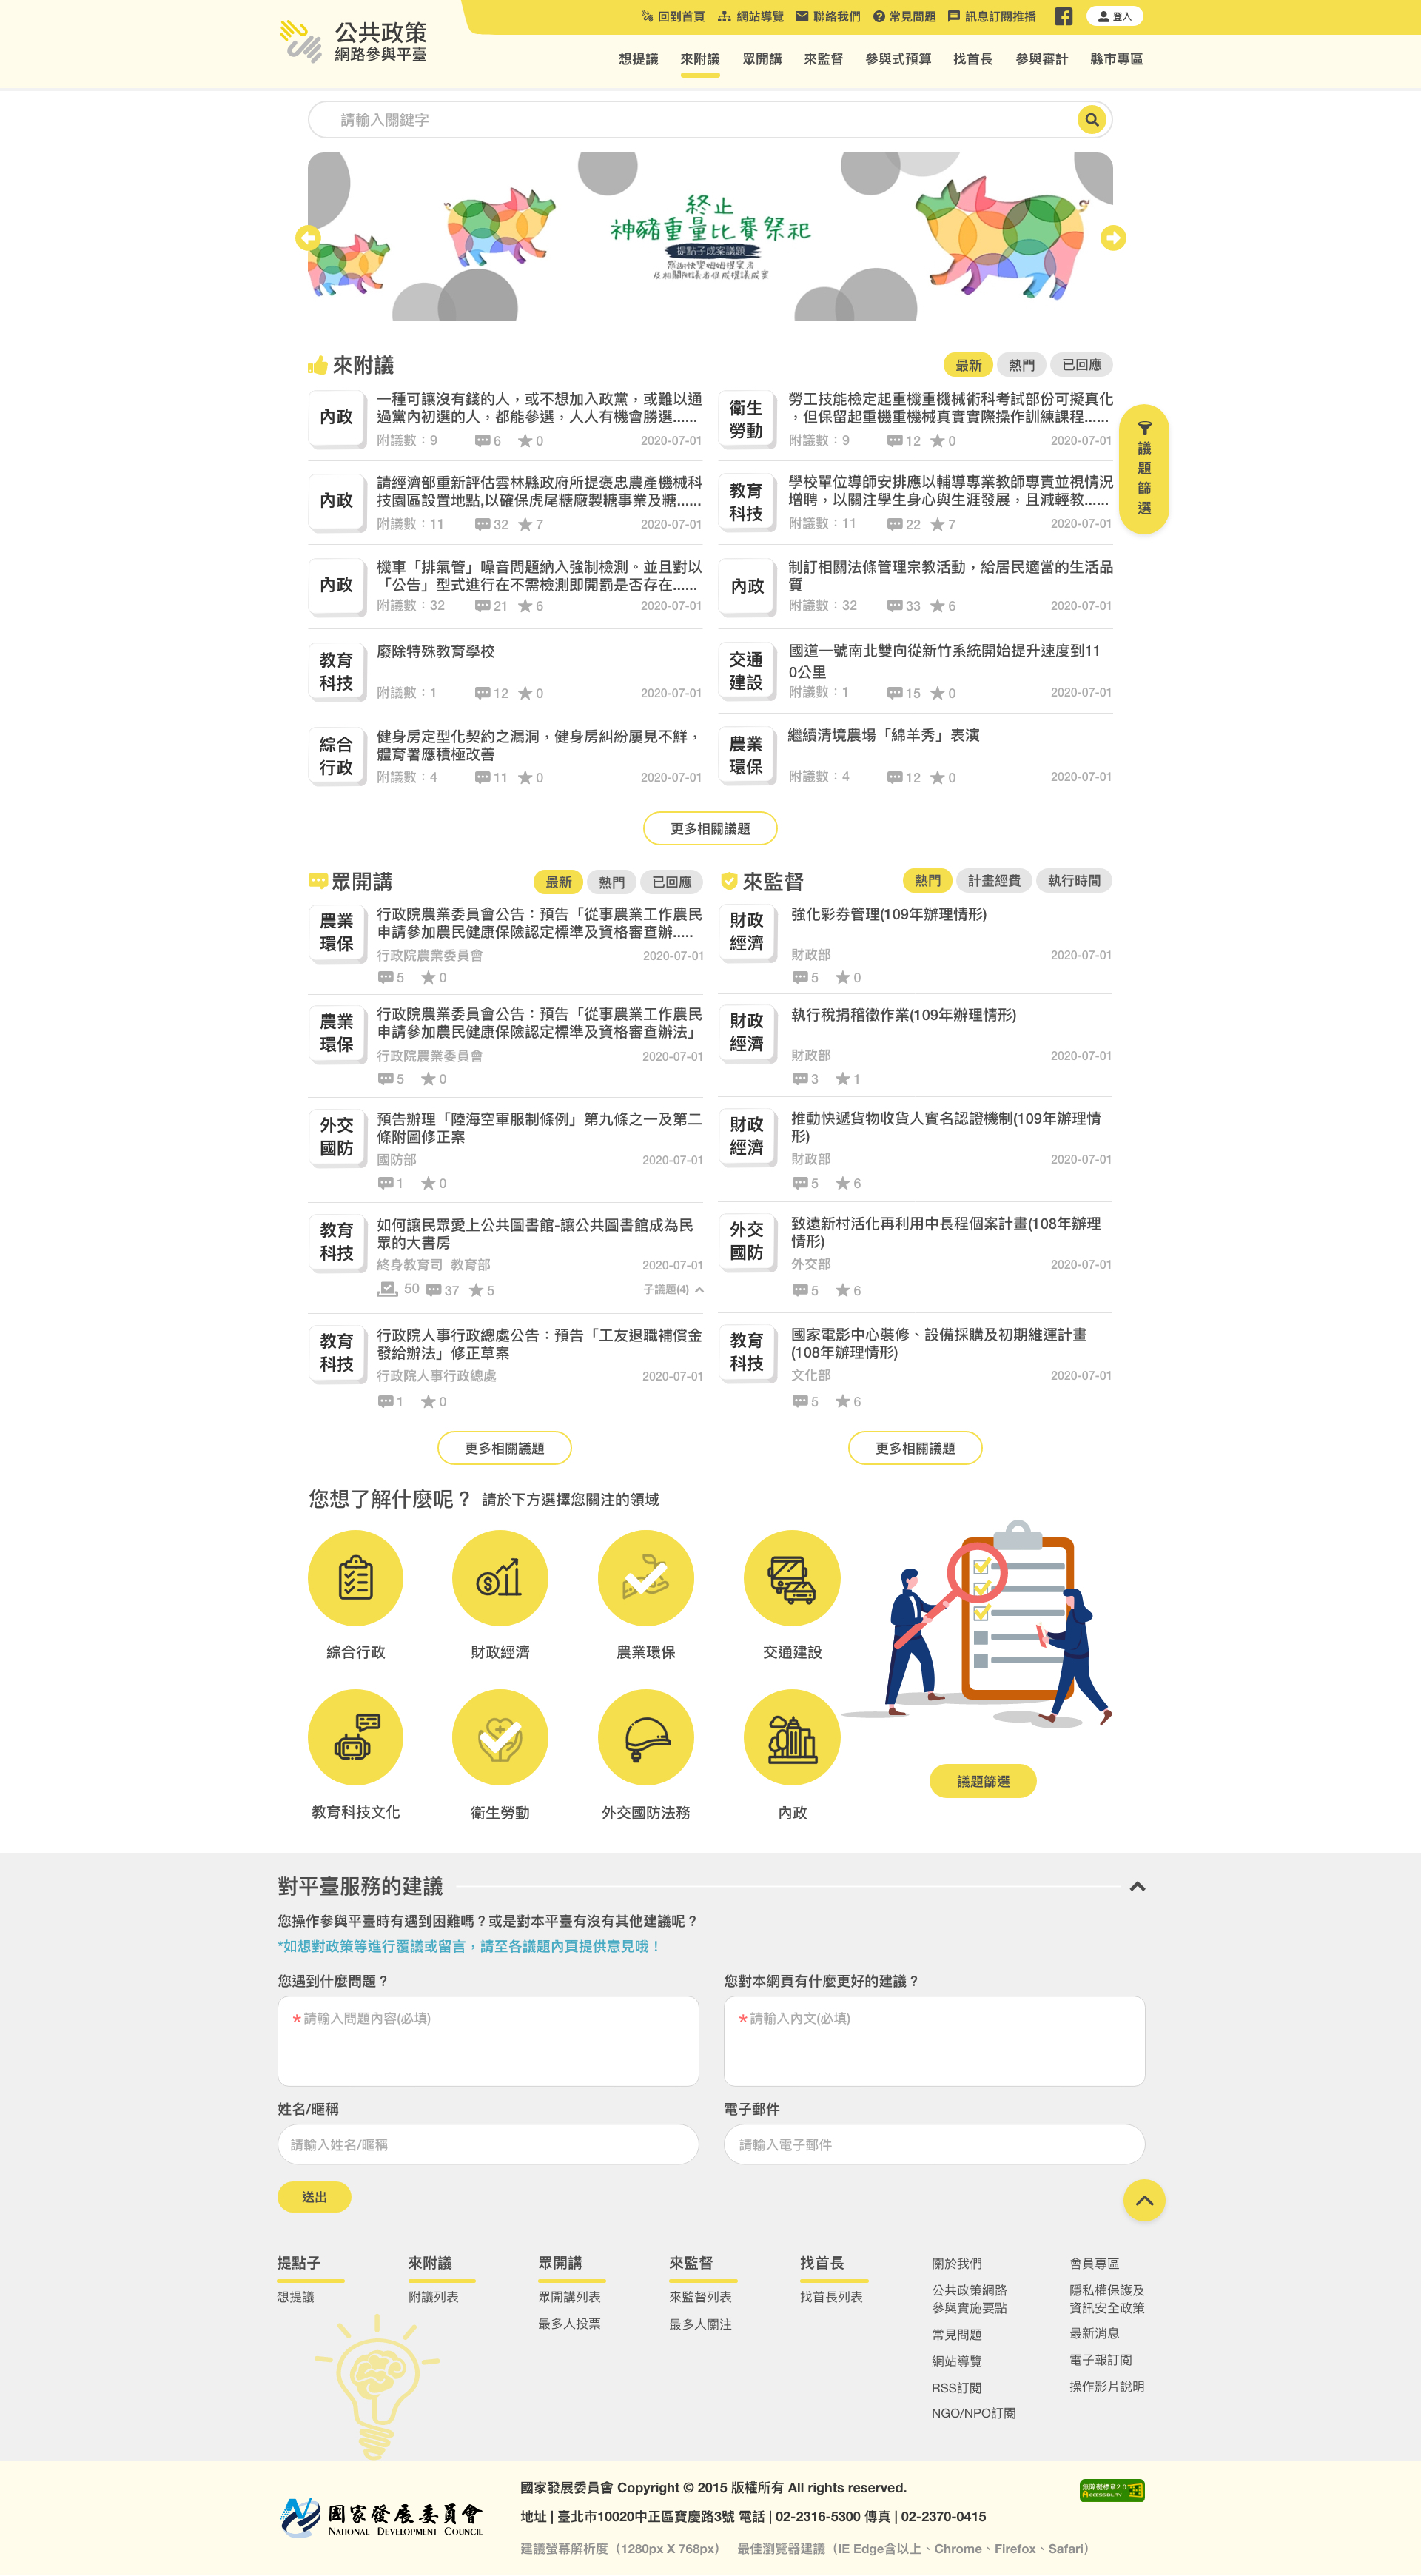 公共政策
網路參與平臺
回到首頁 網站導覽 聯絡我們 常見問題 訊息訂閱推播 登入
想提議 來附議 眾開講 來監督 參與式預算 找首長 參與審計 縣市專區
請輸入關鍵字
終止
神豬重量比賽祭祀
提點子成案議題
來附議
最新 熱門 已回應
議題篩選
內政
一種可讓沒有錢的人，或不想加入政黨，或難以通
過黨內初選的人，都能參選，人人有機會勝選......
附議數：9 6 0 2020-07-01
衛生
勞動
勞工技能檢定起重機重機械術科考試部份可擬真化
，但保留起重機重機械真實實際操作訓練課程......
附議數：9 12 0 2020-07-01
內政
請經濟部重新評估雲林縣政府所提褒忠農產機械科
技園區設置地點,以確保虎尾糖廠製糖事業及糖......
附議數：11 32 7 2020-07-01
教育
科技
學校單位導師安排應以輔導專業教師專責並視情況
增聘，以關注學生身心與生涯發展，且減輕教......
附議數：11 22 7 2020-07-01
內政
機車「排氣管」噪音問題納入強制檢測。並且對以
「公告」型式進行在不需檢測即開罰是否存在......
附議數：32 21 6 2020-07-01
內政
制訂相關法條管理宗教活動，給居民適當的生活品
質
附議數：32 33 6 2020-07-01
教育
科技
廢除特殊教育學校
附議數：1 12 0 2020-07-01
交通
建設
國道一號南北雙向從新竹系統開始提升速度到11
0公里
附議數：1 15 0 2020-07-01
綜合
行政
健身房定型化契約之漏洞，健身房糾紛屢見不鮮，
體育署應積極改善
附議數：4 11 0 2020-07-01
農業
環保
繼續清境農場「綿羊秀」表演
附議數：4 12 0 2020-07-01
更多相關議題
眾開講
最新 熱門 已回應
農業
環保
行政院農業委員會公告：預告「從事農業工作農民
申請參加農民健康保險認定標準及資格審查辦.....
行政院農業委員會 2020-07-01
5 0
農業
環保
行政院農業委員會公告：預告「從事農業工作農民
申請參加農民健康保險認定標準及資格審查辦法」
行政院農業委員會 2020-07-01
5 0
外交
國防
預告辦理「陸海空軍服制條例」第九條之一及第二
條附圖修正案
國防部 2020-07-01
1 0
教育
科技
如何讓民眾愛上公共圖書館-讓公共圖書館成為民
眾的大書房
終身教育司 教育部 2020-07-01
50 37 5 子議題(4)
教育
科技
行政院人事行政總處公告：預告「工友退職補償金
發給辦法」修正草案
行政院人事行政總處 2020-07-01
1 0
更多相關議題
來監督
熱門 計畫經費 執行時間
財政
經濟
強化彩券管理(109年辦理情形)
財政部 2020-07-01
5 0
財政
經濟
執行稅捐稽徵作業(109年辦理情形)
財政部 2020-07-01
3 1
財政
經濟
推動快遞貨物收貨人實名認證機制(109年辦理情
形)
財政部 2020-07-01
5 6
外交
國防
致遠新村活化再利用中長程個案計畫(108年辦理
情形)
外交部 2020-07-01
5 6
教育
科技
國家電影中心裝修、設備採購及初期維運計畫
(108年辦理情形)
文化部 2020-07-01
5 6
更多相關議題
您想了解什麼呢？ 請於下方選擇您關注的領域
綜合行政 財政經濟 農業環保 交通建設
教育科技文化 衛生勞動 外交國防法務 內政
議題篩選
對平臺服務的建議
您操作參與平臺時有遇到困難嗎？或是對本平臺有沒有其他建議呢？
*如想對政策等進行覆議或留言，請至各議題內頁提供意見哦！
您遇到什麼問題？
* 請輸入問題內容(必填)
您對本網頁有什麼更好的建議？
* 請輸入內文(必填)
姓名/暱稱
請輸入姓名/暱稱
電子郵件
請輸入電子郵件
送出
提點子
想提議
來附議
附議列表
眾開講
眾開講列表
最多人投票
來監督
來監督列表
最多人關注
找首長
找首長列表
關於我們
公共政策網路
參與實施要點
常見問題
網站導覽
RSS訂閱
NGO/NPO訂閱
會員專區
隱私權保護及
資訊安全政策
最新消息
電子報訂閱
操作影片說明
國家發展委員會
NATIONAL DEVELOPMENT COUNCIL
國家發展委員會 Copyright © 2015 版權所有 All rights reserved.
地址 | 臺北市10020中正區寶慶路3號 電話 | 02-2316-5300 傳真 | 02-2370-0415
建議螢幕解析度（1280px X 768px） 最佳瀏覽器建議（IE Edge含以上、Chrome、Firefox、Safari）
無障礙標章2.0